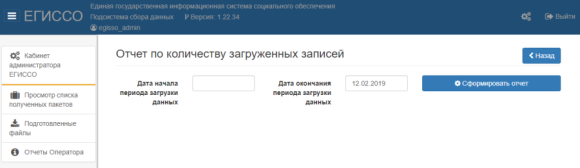 ЕГИССО
Единая государственная информационная система социального обеспечения
Подсистема сбора данных Версия: 1.22.34
egisso_admin
Выйти
Кабинет
администратора
ЕГИССО
Просмотр списка
полученных пакетов
Подготовленные
файлы
Отчеты Оператора
Отчет по количеству загруженных записей
Назад
Дата начала
периода загрузки
данных
Дата окончания
периода загрузки
данных
12.02.2019
Сформировать отчет